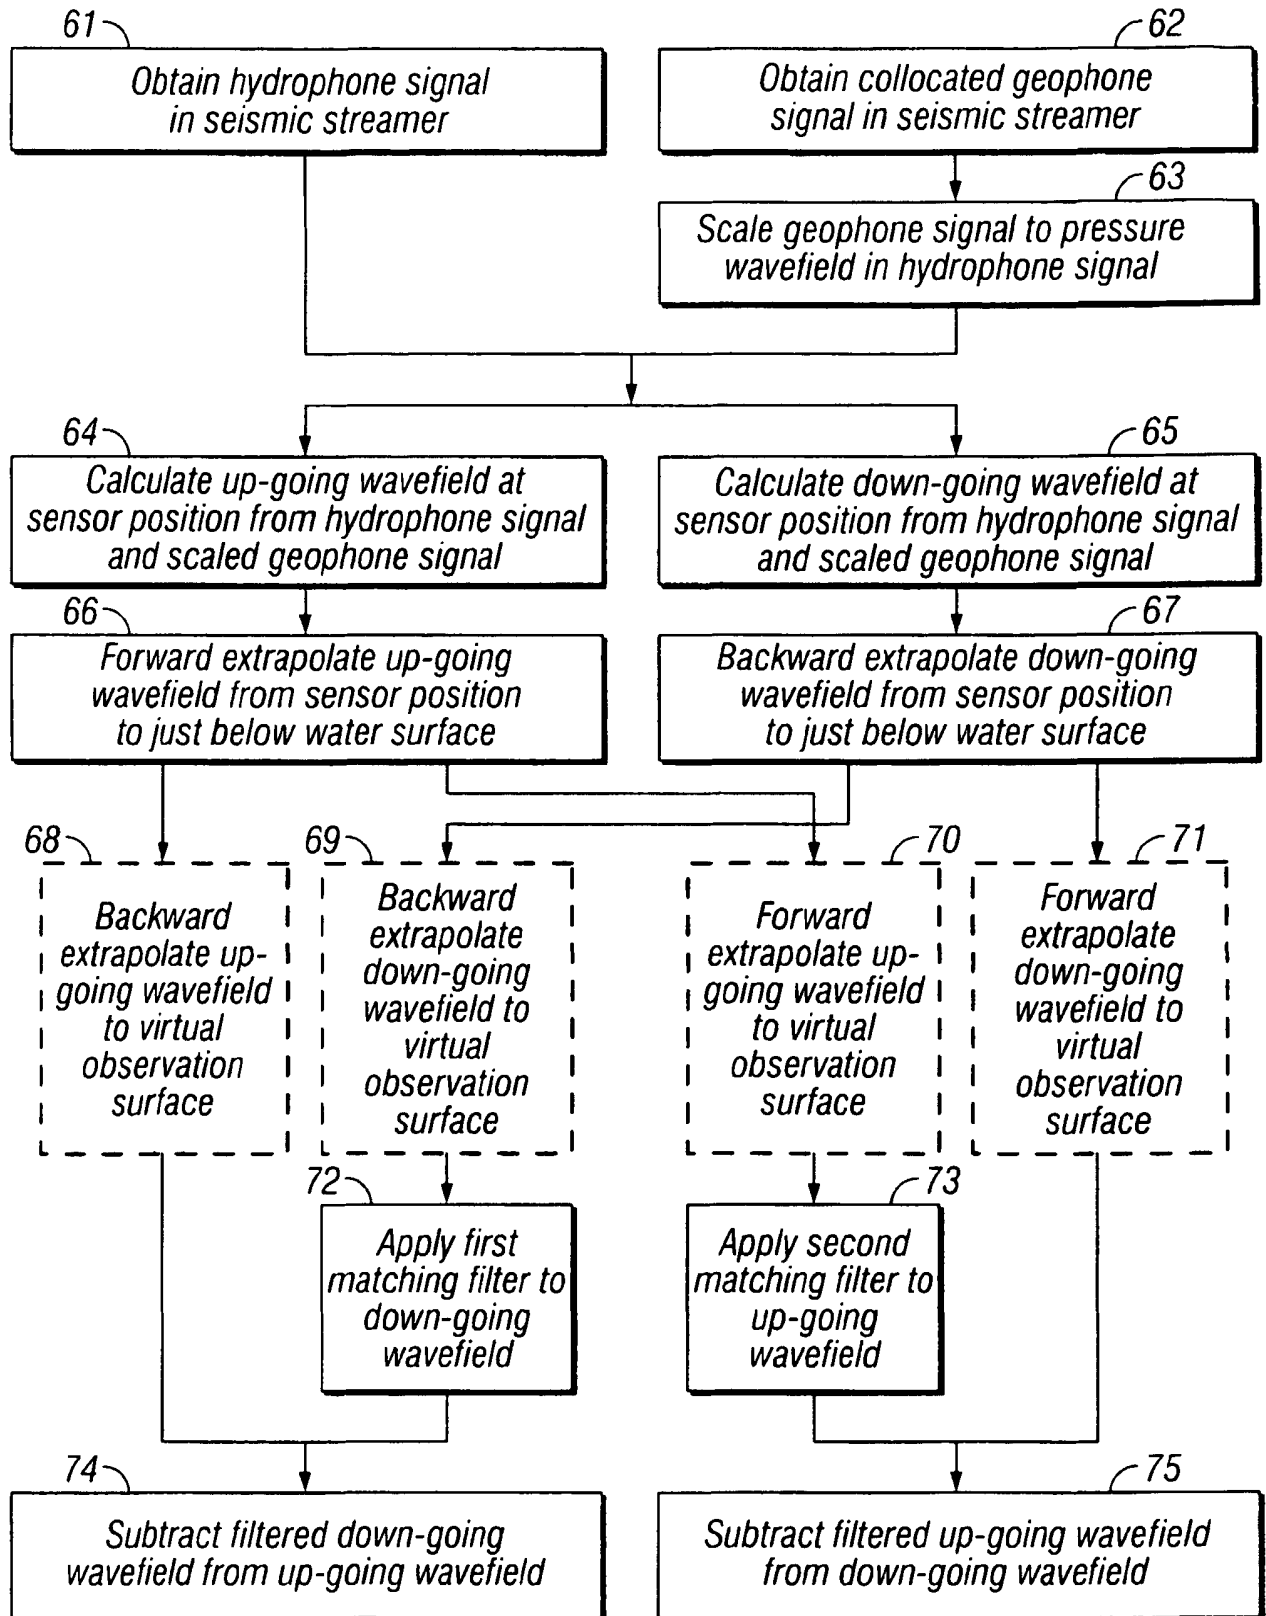 61
Obtain hydrophone signal
in seismic streamer
62
Obtain collocated geophone
signal in seismic streamer
63
Scale geophone signal to pressure
wavefield in hydrophone signal
64
Calculate up-going wavefield at
sensor position from hydrophone signal
and scaled geophone signal
65
Calculate down-going wavefield at
sensor position from hydrophone signal
and scaled geophone signal
66
Forward extrapolate up-going
wavefield from sensor position
to just below water surface
67
Backward extrapolate down-going
wavefield from sensor position
to just below water surface
68
Backward
extrapolate up-
going wavefield
to virtual
observation
surface
69
Backward
extrapolate
down-going
wavefield to
virtual
observation
surface
70
Forward
extrapolate up-
going wavefield
to virtual
observation
surface
71
Forward
extrapolate
down-going
wavefield to
virtual
observation
surface
72
Apply first
matching filter to
down-going
wavefield
73
Apply second
matching filter to
up-going
wavefield
74
Subtract filtered down-going
wavefield from up-going wavefield
75
Subtract filtered up-going wavefield
from down-going wavefield